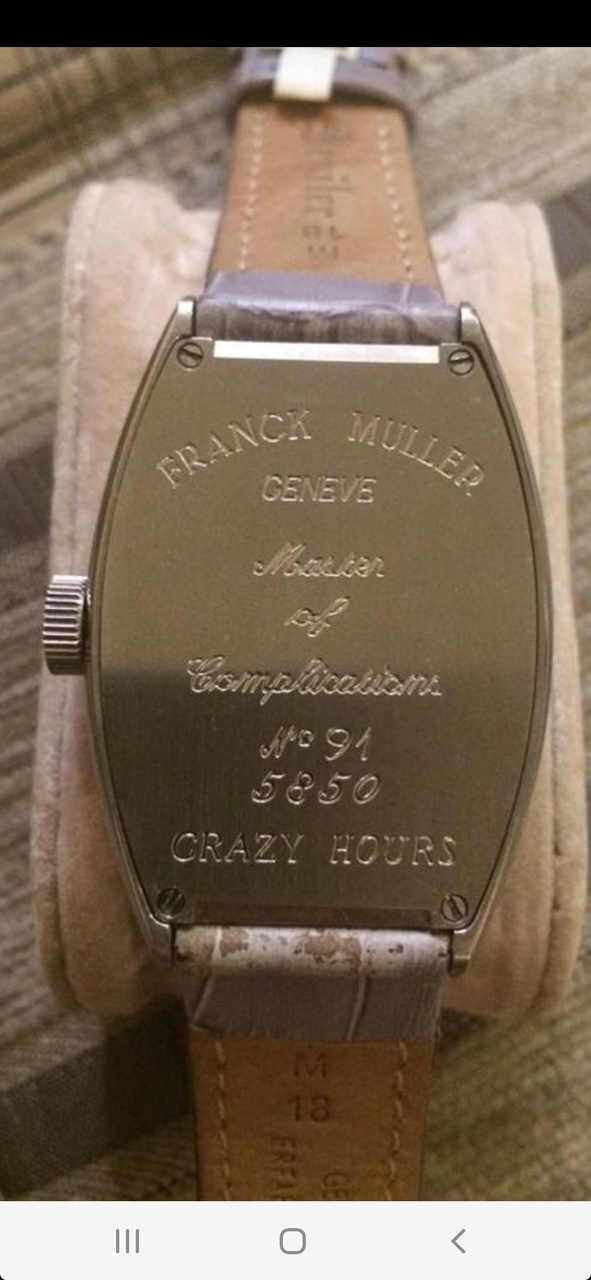 FRANCK MULLER
GENEVE
Master
of
Complications
Nº 91
5850
CRAZY HOURS
M
18